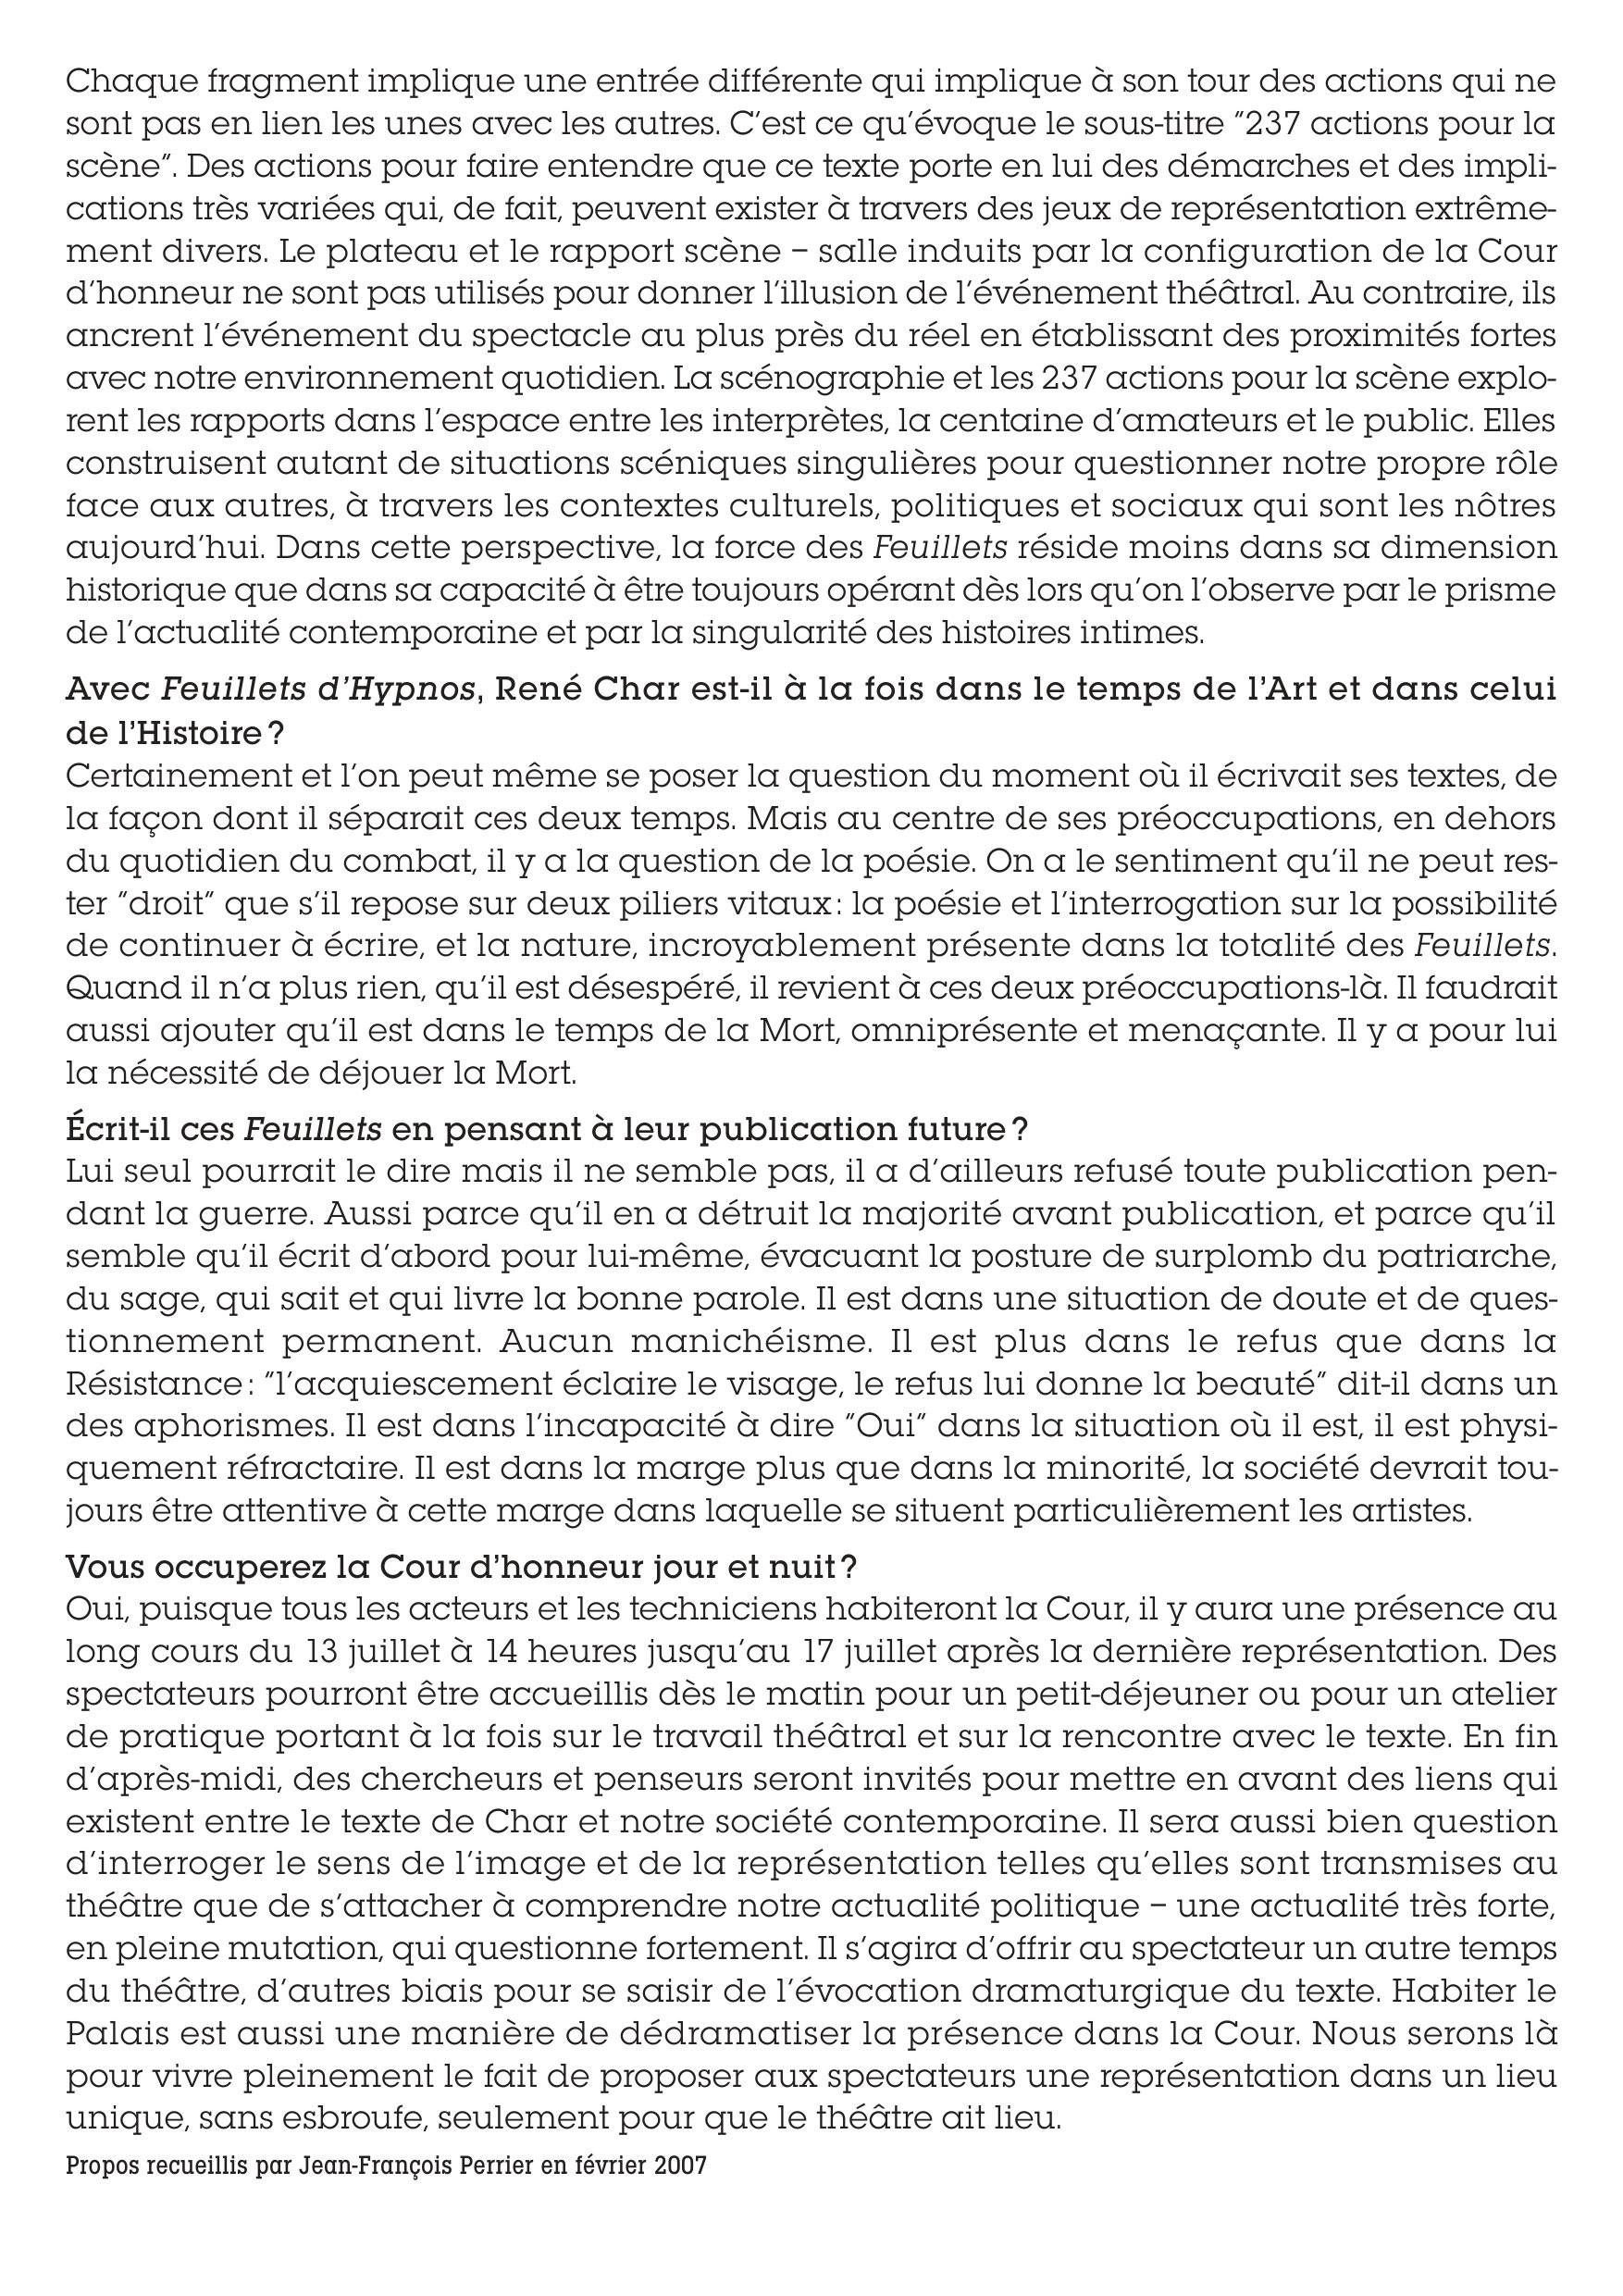 Chaque fragment implique une entrée différente qui implique à son tour des actions qui ne
sont pas en lien les unes avec les autres. C'est ce qu'évoque le sous-titre "237 actions pour la
scène". Des actions pour faire entendre que ce texte porte en lui des démarches et des impli-
cations très variées qui, de fait, peuvent exister à travers des jeux de représentation extrême-
ment divers. Le plateau et le rapport scène – salle induits par la configuration de la Cour
d'honneur ne sont pas utilisés pour donner l'illusion de l'événement théâtral. Au contraire, ils
ancrent l'événement du spectacle au plus près du réel en établissant des proximités fortes
avec notre environnement quotidien. La scénographie et les 237 actions pour la scène explo-
rent les rapports dans l'espace entre les interprètes, la centaine d'amateurs et le public. Elles
construisent autant de situations scéniques singulières pour questionner notre propre rôle
face aux autres, à travers les contextes culturels, politiques et sociaux qui sont les nôtres
aujourd'hui. Dans cette perspective, la force des Feuillets réside moins dans sa dimension
historique que dans sa capacité à être toujours opérant dès lors qu'on l'observe par le prisme
de l'actualité contemporaine et par la singularité des histoires intimes.
Avec Feuillets d'Hypnos, René Char est-il à la fois dans le temps de l'Art et dans celui
de l'Histoire ?
Certainement et l'on peut même se poser la question du moment où il écrivait ses textes, de
la façon dont il séparait ces deux temps. Mais au centre de ses préoccupations, en dehors
du quotidien du combat, il y a la question de la poésie. On a le sentiment qu'il ne peut res-
ter "droit" que s'il repose sur deux piliers vitaux : la poésie et l'interrogation sur la possibilité
de continuer à écrire, et la nature, incroyablement présente dans la totalité des Feuillets.
Quand il n'a plus rien, qu'il est désespéré, il revient à ces deux préoccupations-là. Il faudrait
aussi ajouter qu'il est dans le temps de la Mort, omniprésente et menaçante. Il y a pour lui
la nécessité de déjouer la Mort.
Écrit-il ces Feuillets en pensant à leur publication future ?
Lui seul pourrait le dire mais il ne semble pas, il a d'ailleurs refusé toute publication pen-
dant la guerre. Aussi parce qu'il en a détruit la majorité avant publication, et parce qu'il
semble qu'il écrit d'abord pour lui-même, évacuant la posture de surplomb du patriarche,
du sage, qui sait et qui livre la bonne parole. Il est dans une situation de doute et de ques-
tionnement permanent. Aucun manichéisme. Il est plus dans le refus que dans la
Résistance : "l'acquiescement éclaire le visage, le refus lui donne la beauté" dit-il dans un
des aphorismes. Il est dans l'incapacité à dire "Oui" dans la situation où il est, il est physi-
quement réfractaire. Il est dans la marge plus que dans la minorité, la société devrait tou-
jours être attentive à cette marge dans laquelle se situent particulièrement les artistes.
Vous occuperez la Cour d'honneur jour et nuit ?
Oui, puisque tous les acteurs et les techniciens habiteront la Cour, il y aura une présence au
long cours du 13 juillet à 14 heures jusqu'au 17 juillet après la dernière représentation. Des
spectateurs pourront être accueillis dès le matin pour un petit-déjeuner ou pour un atelier
de pratique portant à la fois sur le travail théâtral et sur la rencontre avec le texte. En fin
d'après-midi, des chercheurs et penseurs seront invités pour mettre en avant des liens qui
existent entre le texte de Char et notre société contemporaine. Il sera aussi bien question
d'interroger le sens de l'image et de la représentation telles qu'elles sont transmises au
théâtre que de s'attacher à comprendre notre actualité politique – une actualité très forte,
en pleine mutation, qui questionne fortement. Il s'agira d'offrir au spectateur un autre temps
du théâtre, d'autres biais pour se saisir de l'évocation dramaturgique du texte. Habiter le
Palais est aussi une manière de dédramatiser la présence dans la Cour. Nous serons là
pour vivre pleinement le fait de proposer aux spectateurs une représentation dans un lieu
unique, sans esbroufe, seulement pour que le théâtre ait lieu.
Propos recueillis par Jean-François Perrier en février 2007